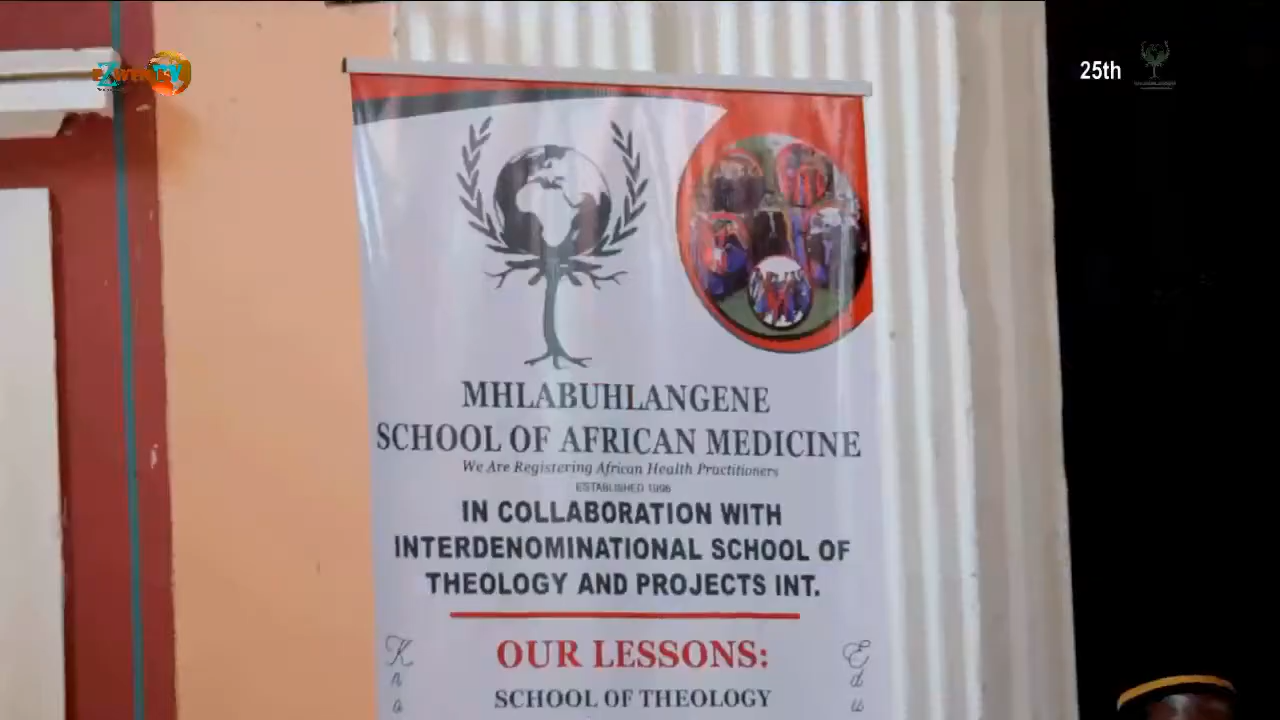 25th
MHLABUHLANGENE
SCHOOL OF AFRICAN MEDICINE
We Are Registering African Health Practitioners
ESTABLISHED 1996
IN COLLABORATION WITH
INTERDENOMINATIONAL SCHOOL OF
THEOLOGY AND PROJECTS INT.
OUR LESSONS:
SCHOOL OF THEOLOGY
K
n
o
E
d
u